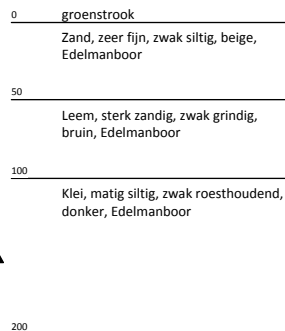 0 groenstrook
Zand, zeer fijn, zwak siltig, beige,
Edelmanboor
50
Leem, sterk zandig, zwak grindig,
bruin, Edelmanboor
100
Klei, matig siltig, zwak roesthoudend,
donker, Edelmanboor
200